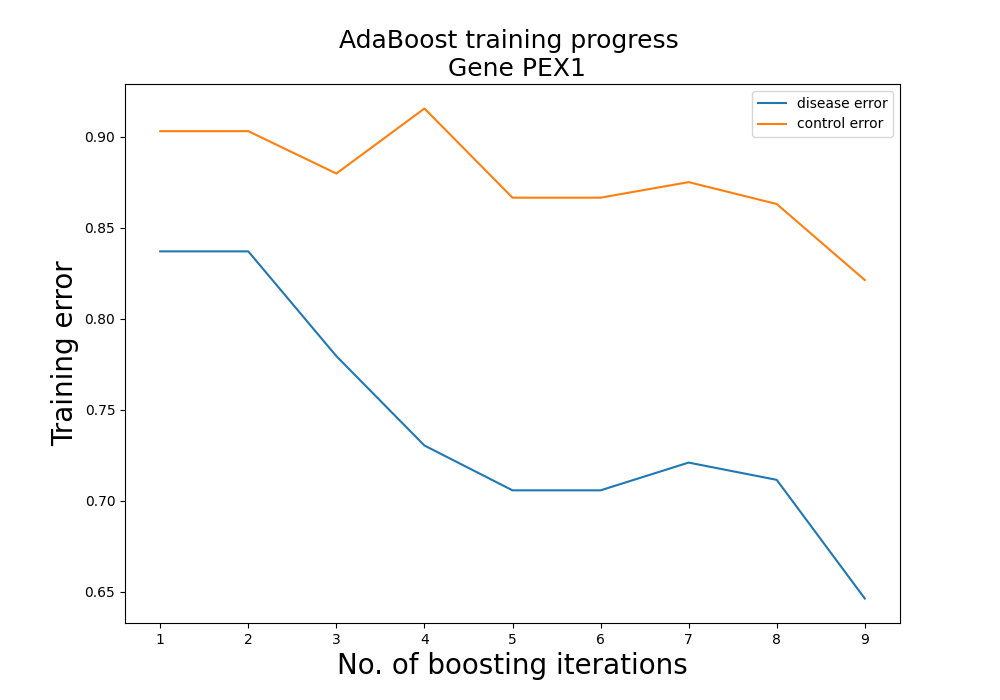 AdaBoost training progress
Gene PEX1
disease error
control error
Training error
0.90
0.85
0.80
0.75
0.70
0.65
1 2 3 4 5 6 7 8 9
No. of boosting iterations